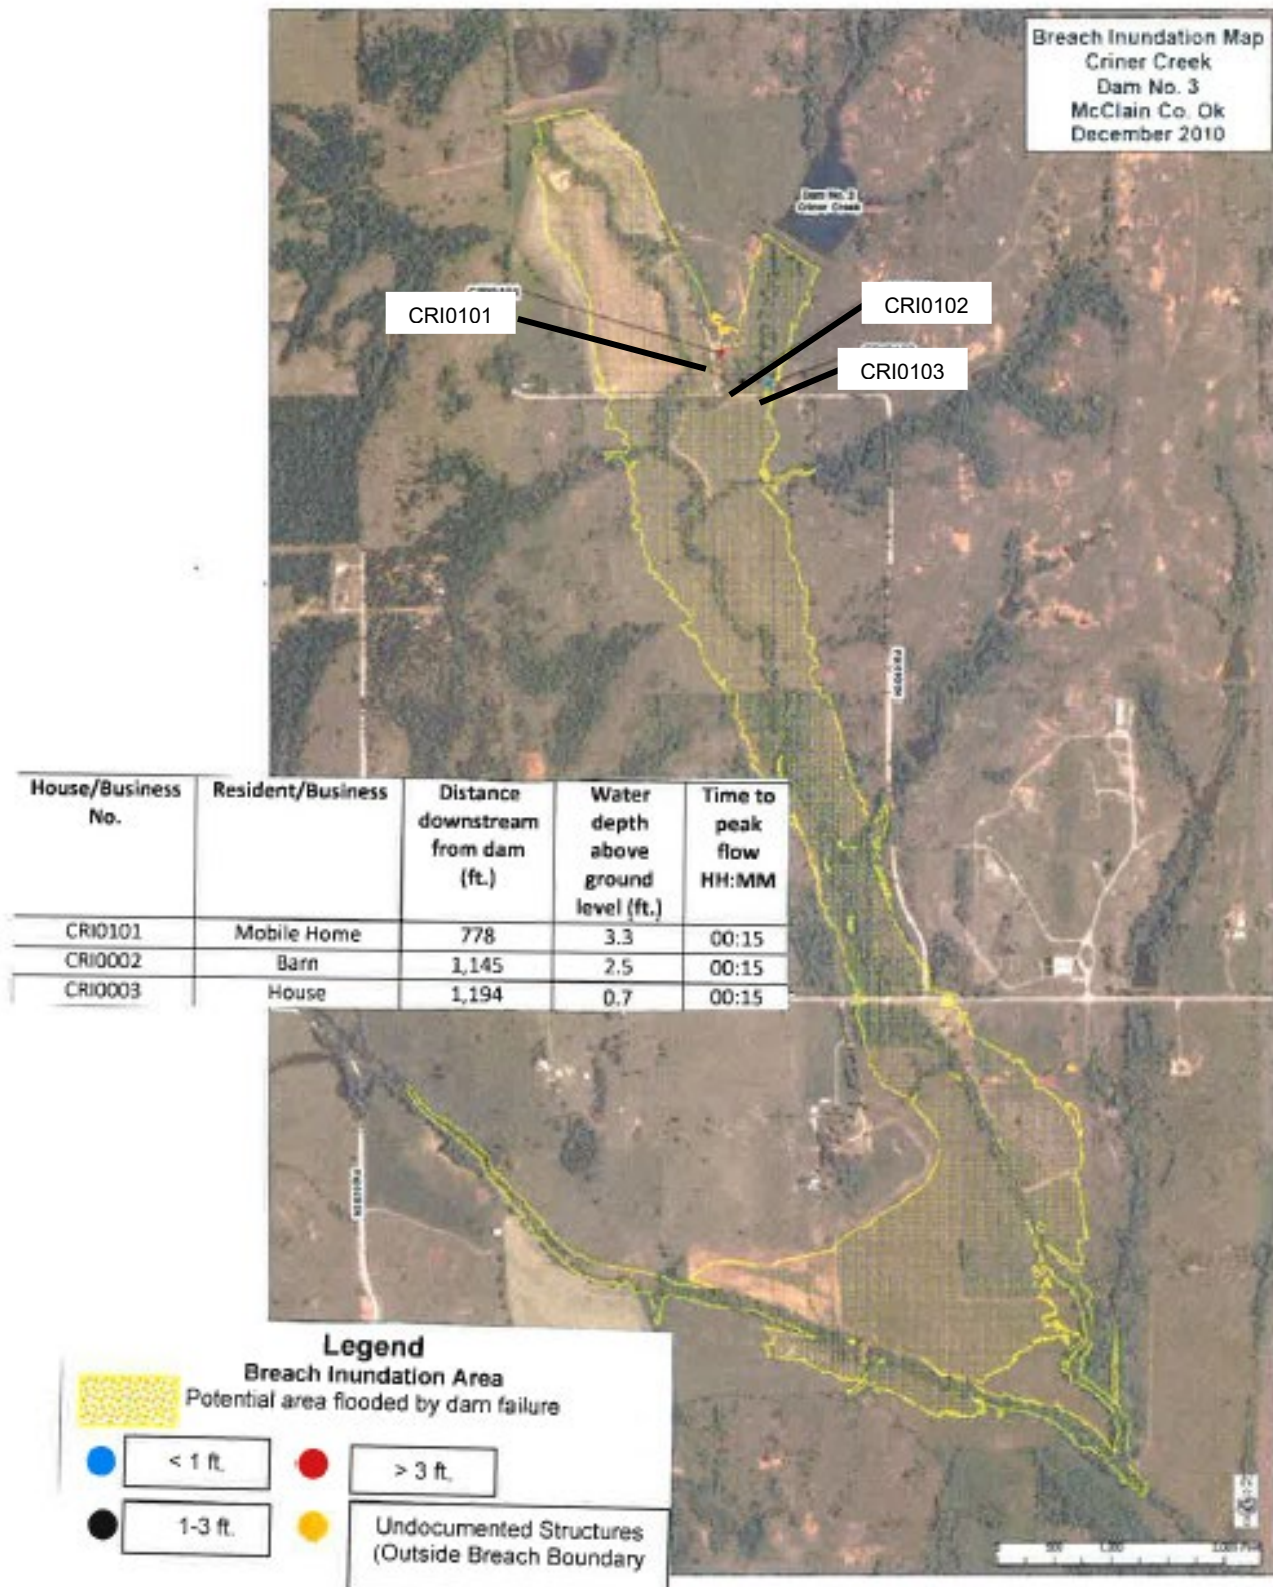 Breach Inundation Map
Criner Creek
Dam No. 3
McClain Co. Ok
December 2010
Criner Creek
CRI0101
CRI0102
CRI0103
House/Business No. Resident/Business Distance downstream from dam (ft.) Water depth above ground level (ft.) Time to peak flow HH:MM
CRI0101 Mobile Home 778 3.3 00:15
CRI0002 Barn 1,145 2.5 00:15
CRI0003 House 1,194 0.7 00:15
Legend
Breach Inundation Area
Potential area flooded by dam failure
< 1 ft.
> 3 ft.
1-3 ft.
Undocumented Structures
(Outside Breach Boundary